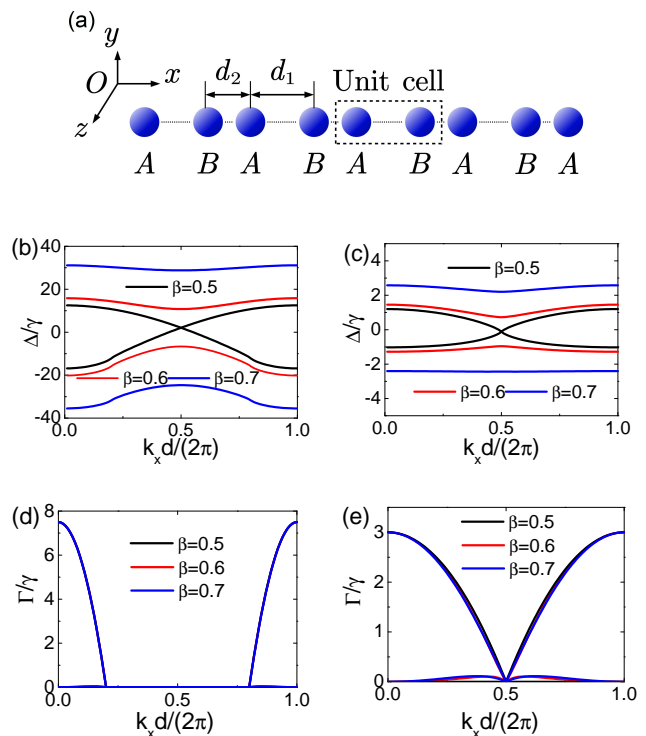 (a)
y
O x
z
d₂ d₁
Unit cell
A B A B A B A B A
(b)
40
20
0
-20
-40
Δ/γ
β=0.5
β=0.6 β=0.7
0.0 0.5 1.0
kₓd/(2π)
(c)
4
2
0
-2
-4
Δ/γ
β=0.5
β=0.6 β=0.7
0.0 0.5 1.0
kₓd/(2π)
(d)
8
6
4
2
0
Γ/γ
β=0.5
β=0.6
β=0.7
0.0 0.5 1.0
kₓd/(2π)
(e)
3
2
1
0
Γ/γ
β=0.5
β=0.6
β=0.7
0.0 0.5 1.0
kₓd/(2π)